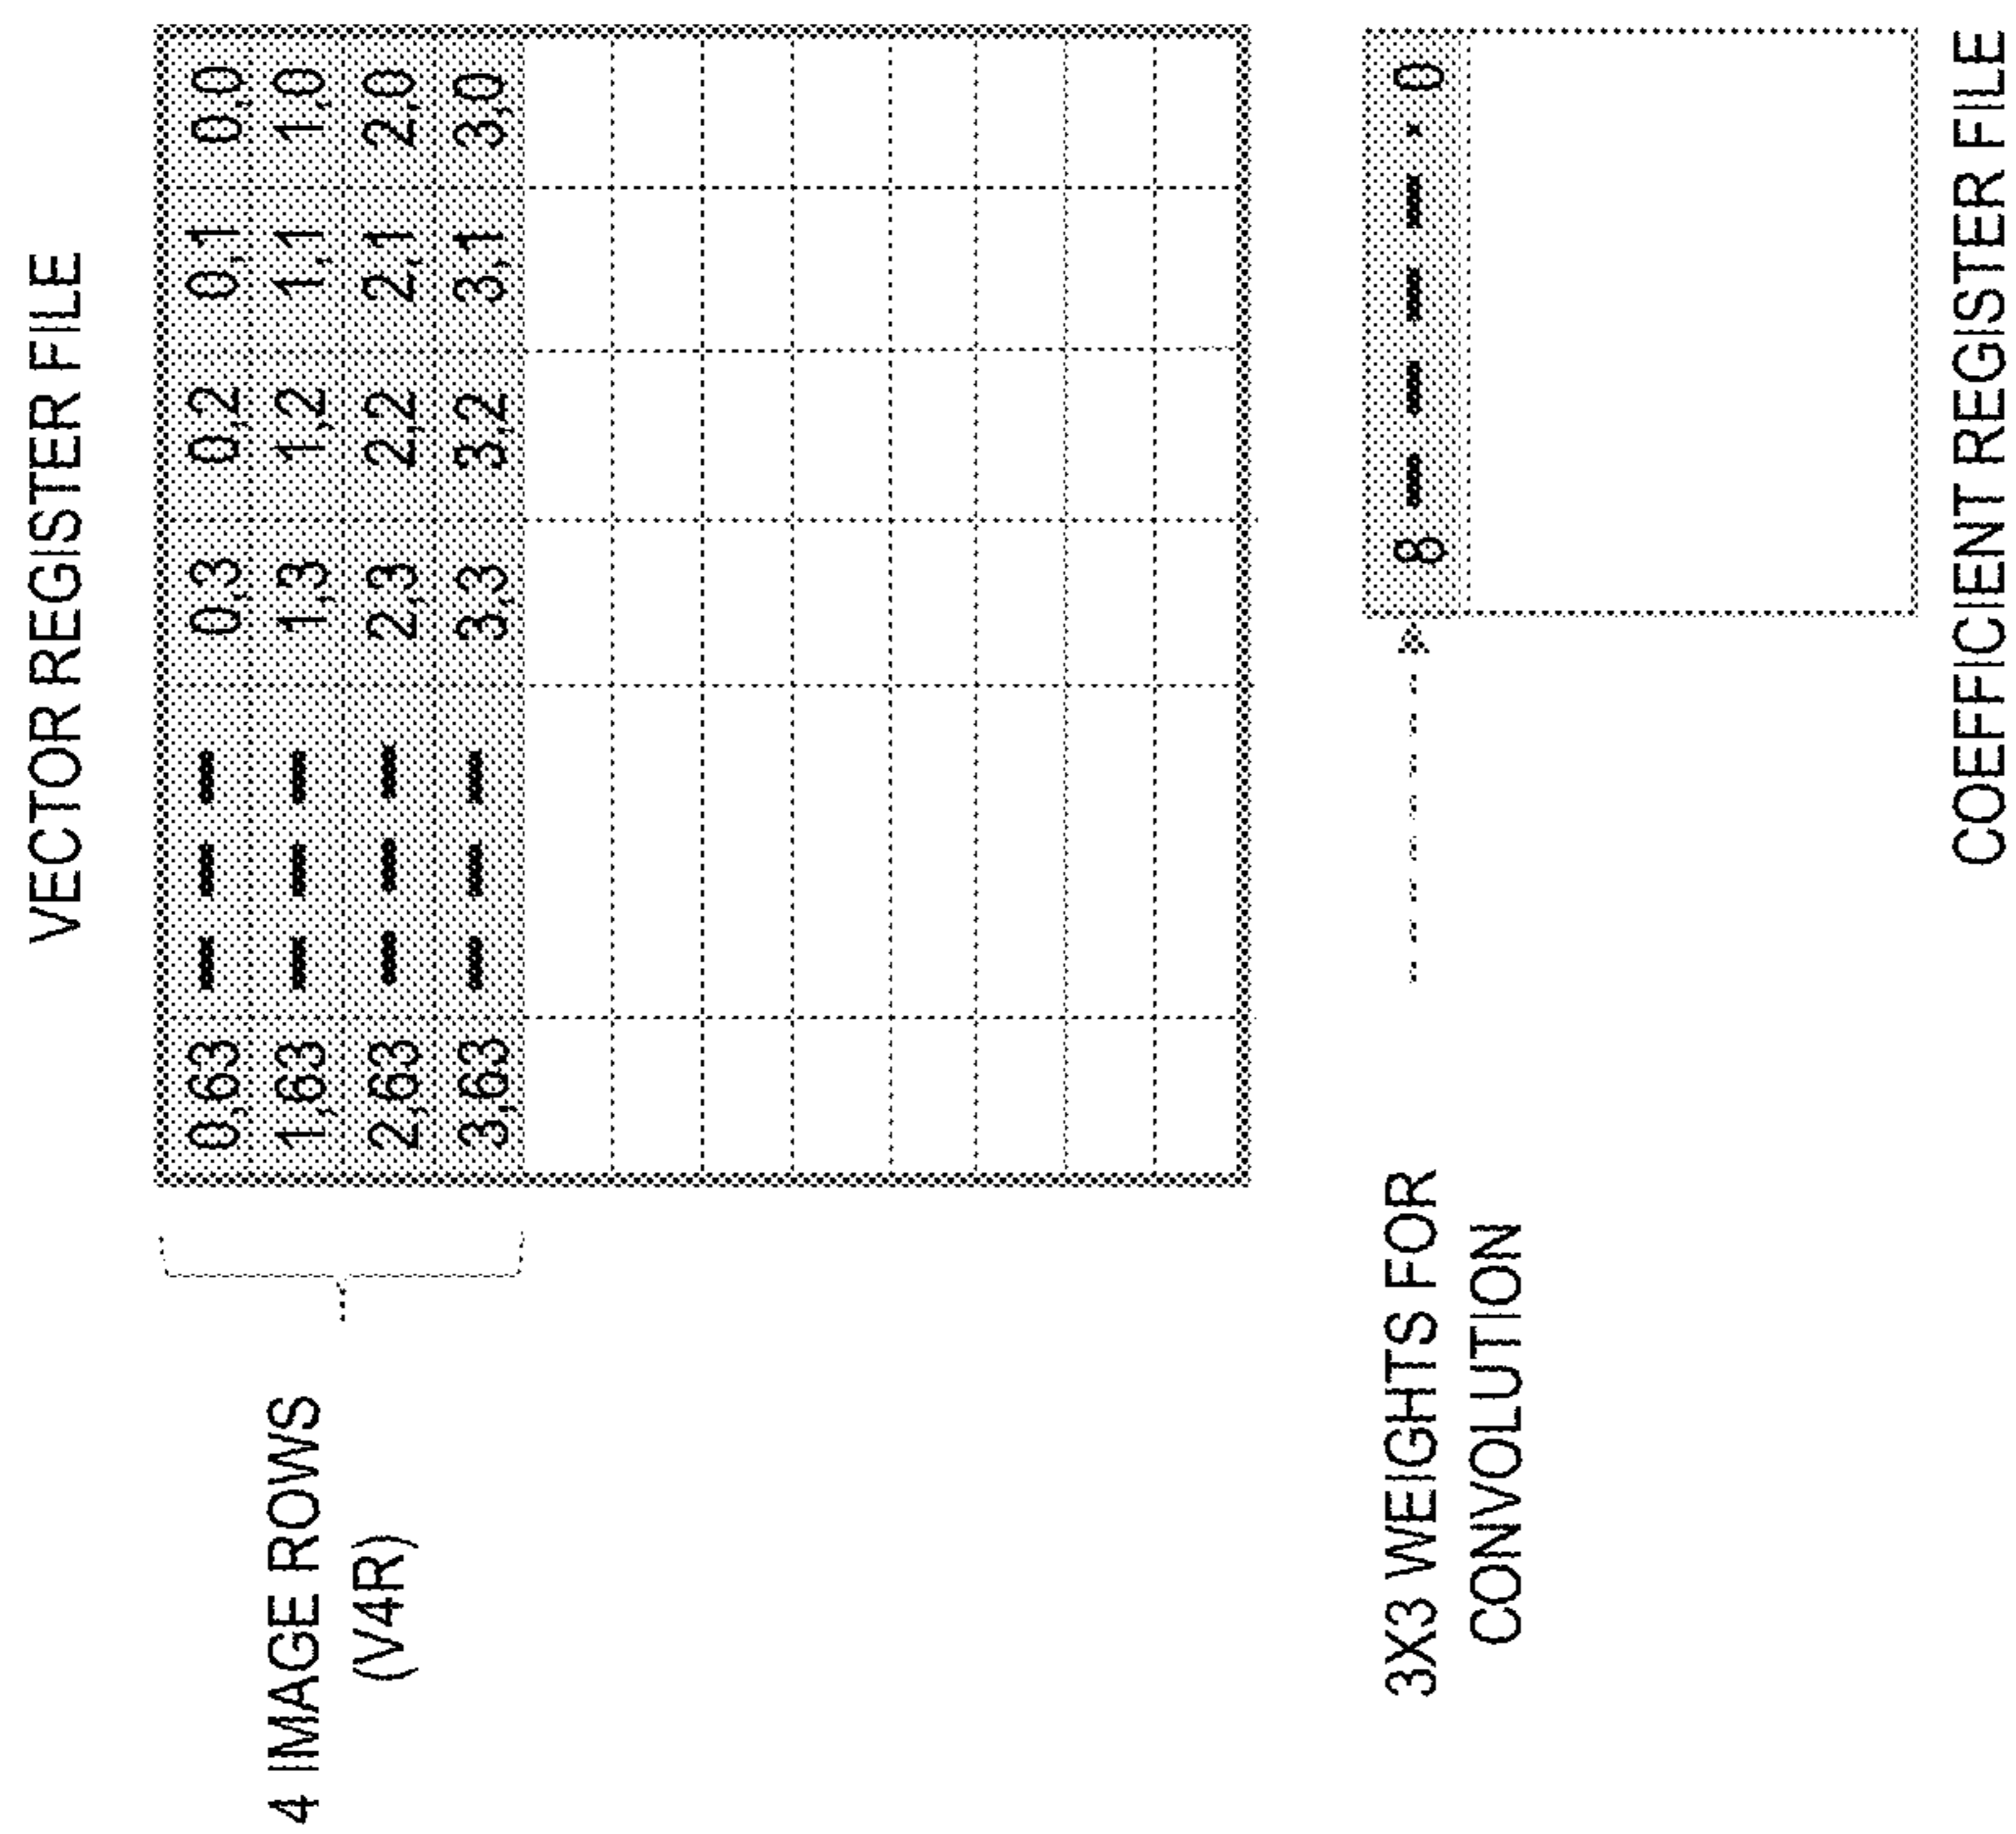 VECTOR REGISTER FILE
4 IMAGE ROWS
(V4R)
0,63 — — — 0,3 0,2 0,1 0,0
1,63 — — — 1,3 1,2 1,1 1,0
2,63 — — — 2,3 2,2 2,1 2,0
3,63 — — — 3,3 3,2 3,1 3,0
3X3 WEIGHTS FOR
CONVOLUTION
8 — — — — · · 0
COEFFICIENT REGISTER FILE